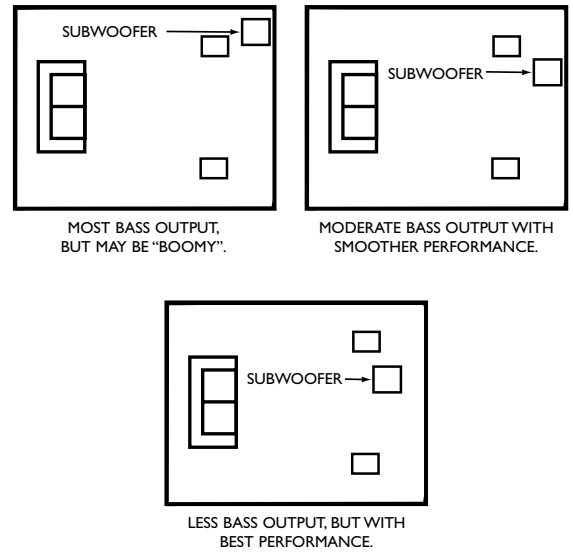 SUBWOOFER
MOST BASS OUTPUT,
BUT MAY BE “BOOMY”.
SUBWOOFER
MODERATE BASS OUTPUT WITH
SMOOTHER PERFORMANCE.
SUBWOOFER
LESS BASS OUTPUT, BUT WITH
BEST PERFORMANCE.